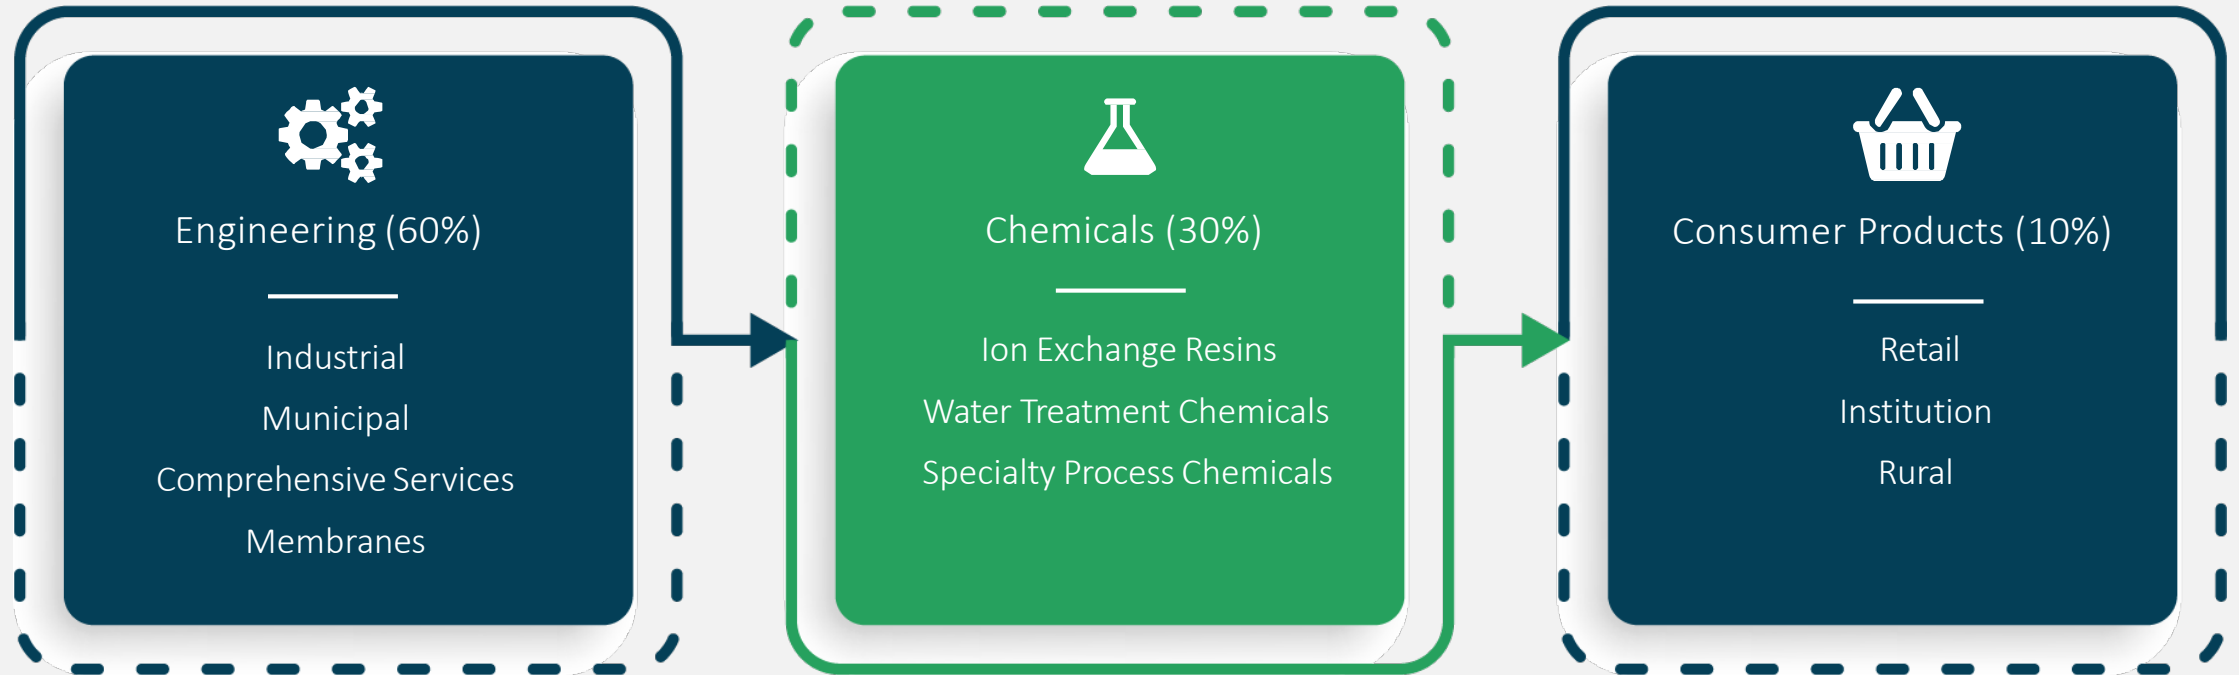 Engineering (60%)
Industrial
Municipal
Comprehensive Services
Membranes
Chemicals (30%)
Ion Exchange Resins
Water Treatment Chemicals
Specialty Process Chemicals
Consumer Products (10%)
Retail
Institution
Rural